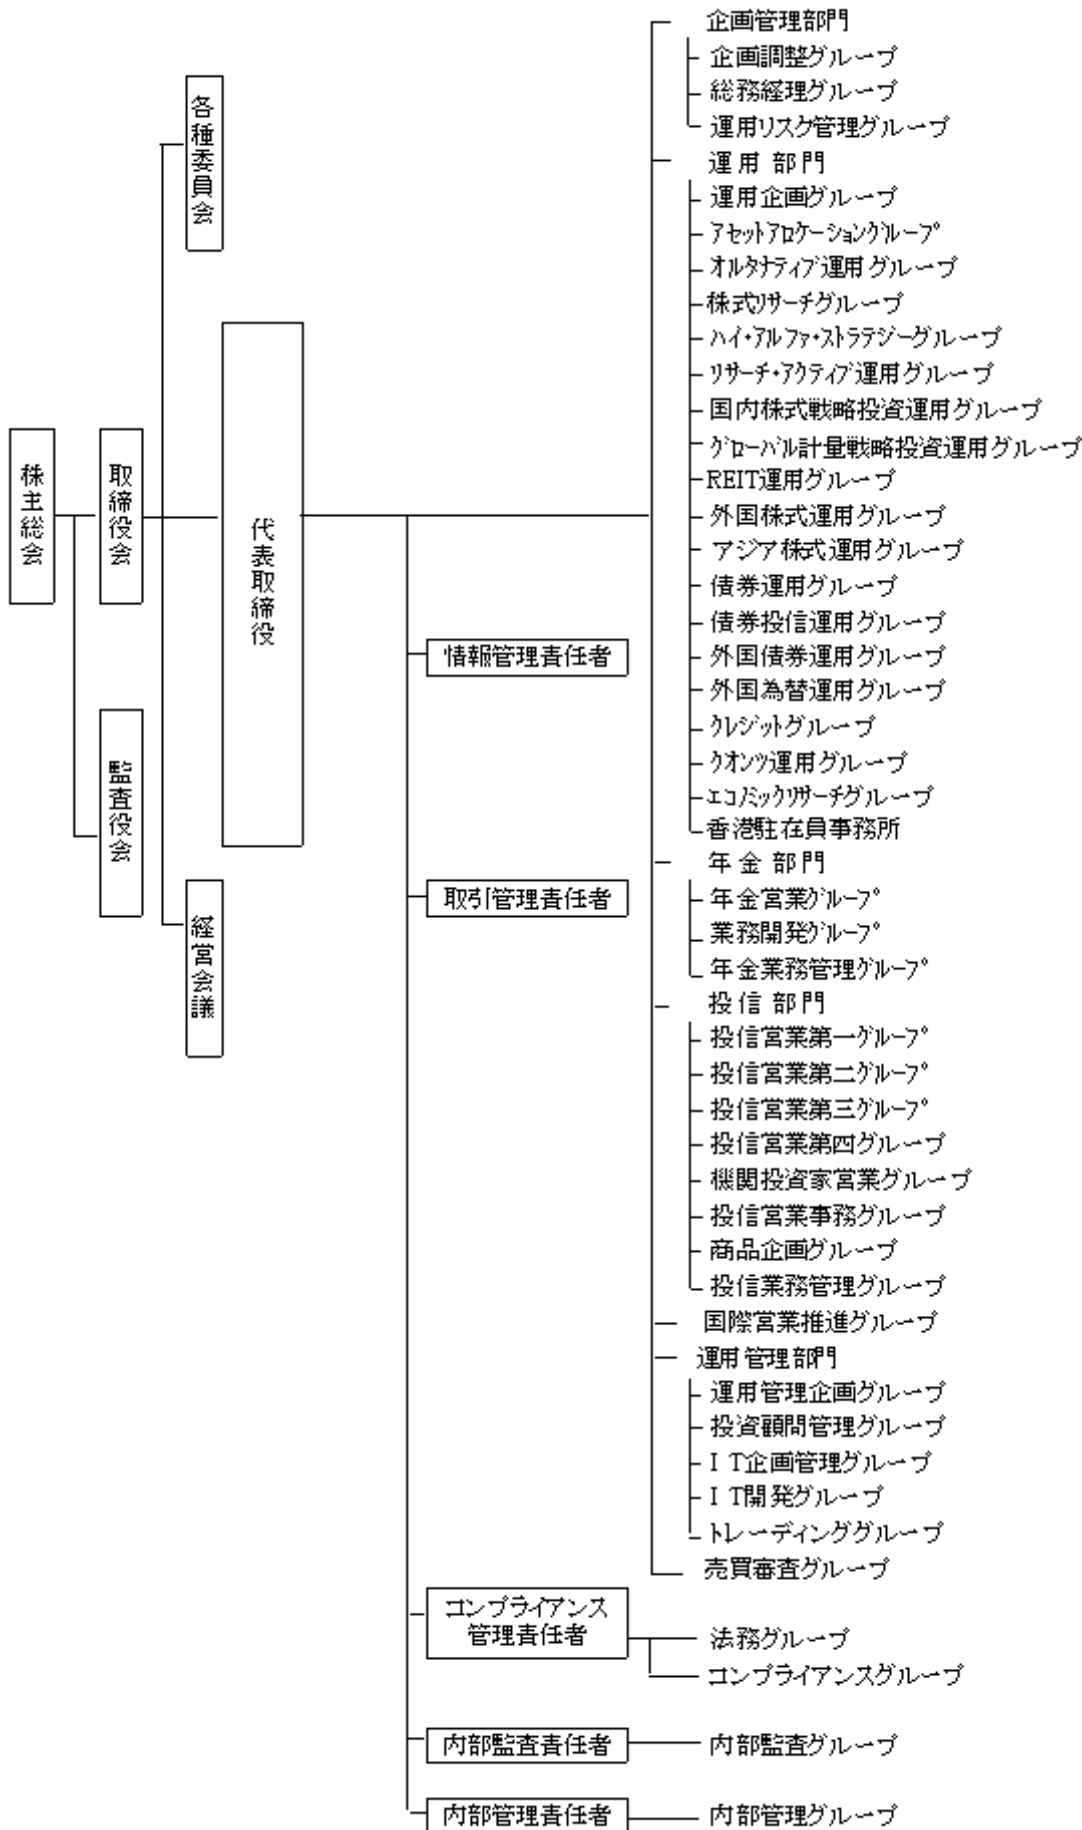 株主総会
取締役会
監査役会
各種委員会
代表取締役
経営会議
情報管理責任者
取引管理責任者
コンプライアンス
管理責任者
内部監査責任者
内部管理責任者
企画管理部門
企画調整グループ
総務経理グループ
運用リスク管理グループ
運用 部門
運用企画グループ
ｱｾｯﾄｱﾛｹｰｼｮﾝｸﾞﾙｰﾌﾟ
オルタナティブ運用グループ
株式リサーチグループ
ハイ・アルファ・ストラテジーグループ
リサーチ・アクティブ運用グループ
国内株式戦略投資運用グループ
グローバル計量戦略投資運用グループ
REIT運用グループ
外国株式運用グループ
アジア株式運用グループ
債券運用グループ
債券投信運用グループ
外国債券運用グループ
外国為替運用グループ
クレジットグループ
クオンツ運用グループ
エコノミックリサーチグループ
香港駐在員事務所
年金 部門
年金営業ｸﾞﾙｰﾌﾟ
業務開発ｸﾞﾙｰﾌﾟ
年金業務管理ｸﾞﾙｰﾌﾟ
投信 部門
投信営業第一ｸﾞﾙｰﾌﾟ
投信営業第二ｸﾞﾙｰﾌﾟ
投信営業第三ｸﾞﾙｰﾌﾟ
投信営業第四グループ
機関投資家営業グループ
投信営業事務グループ
商品企画グループ
投信業務管理グループ
国際営業推進グループ
運用管理部門
運用管理企画グループ
投資顧問管理グループ
ＩＴ企画管理グループ
ＩＴ開発グループ
トレーディンググループ
売買審査グループ
法務グループ
コンプライアンスグループ
内部監査グループ
内部管理グループ